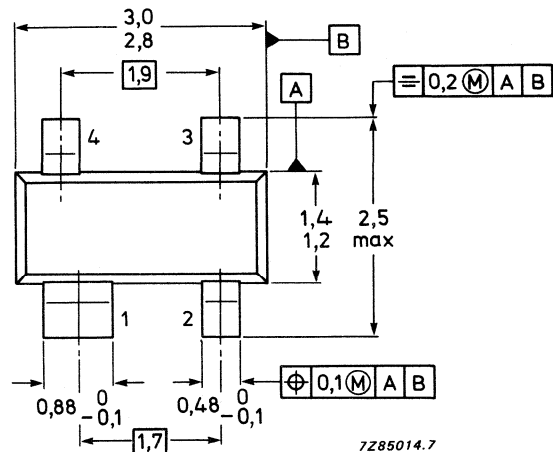 3,0
2,8
B
1,9
A
⌯ 0,2 Ⓜ A B
4
3
1,4
1,2
2,5
max
1
2
⌖ 0,1 Ⓜ A B
0,88 0 -0,1
0,48 0 -0,1
1,7
7Z85014.7